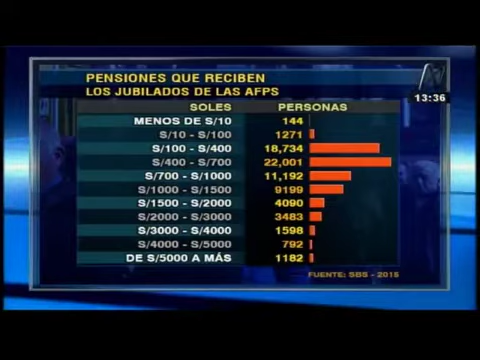 PENSIONES QUE RECIBEN
LOS JUBILADOS DE LAS AFPS
13:36
SOLES PERSONAS
MENOS DE S/10 144
S/10 - S/100 1271
S/100 - S/400 18,734
S/400 - S/700 22,001
S/700 - S/1000 11,192
S/1000 - S/1500 9199
S/1500 - S/2000 4090
S/2000 - S/3000 3483
S/3000 - S/4000 1598
S/4000 - S/5000 792
DE S/5000 A MÁS 1182
FUENTE: SBS - 2015